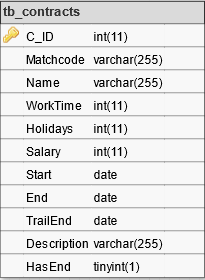 tb_contracts
C_ID int(11)
Matchcode varchar(255)
Name varchar(255)
WorkTime int(11)
Holidays int(11)
Salary int(11)
Start date
End date
TrailEnd date
Description varchar(255)
HasEnd tinyint(1)